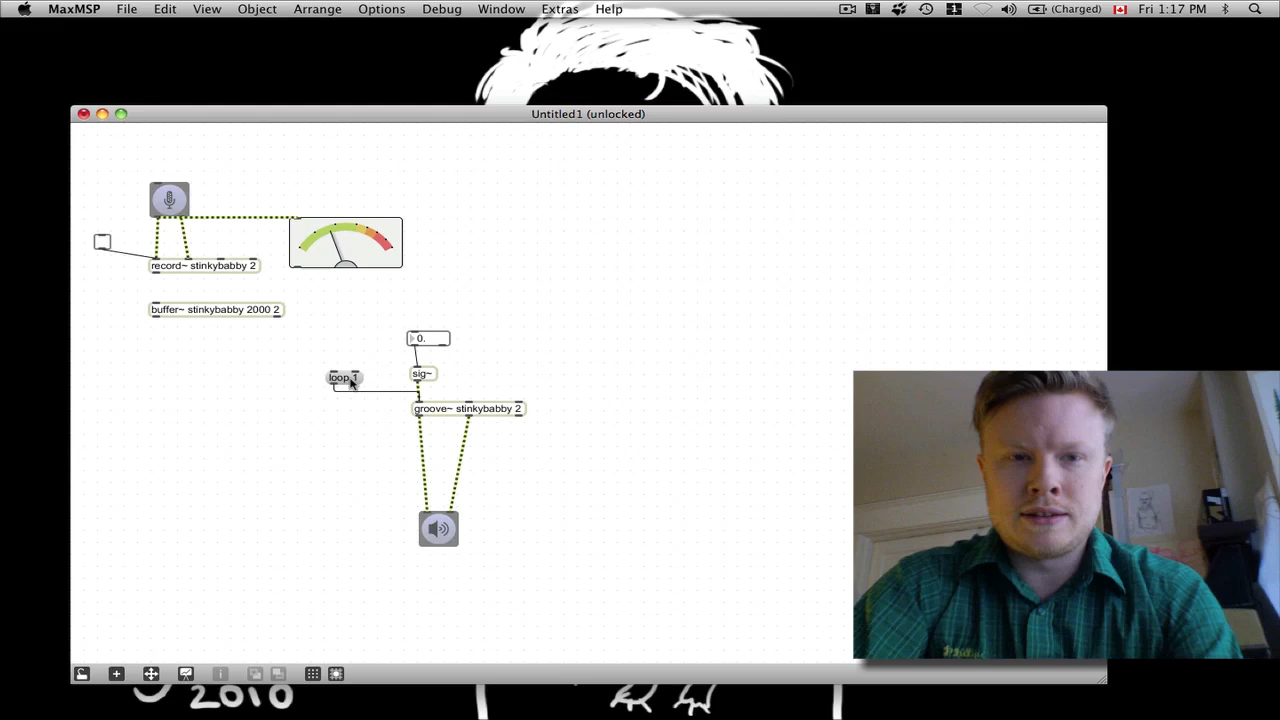 MaxMSP File Edit View Object Arrange Options Debug Window Extras Help 1 (Charged) Fri 1:17 PM
Untitled1 (unlocked)
record~ stinkybabby 2
buffer~ stinkybabby 2000 2
0.
loop 1
sig~
groove~ stinkybabby 2
2010